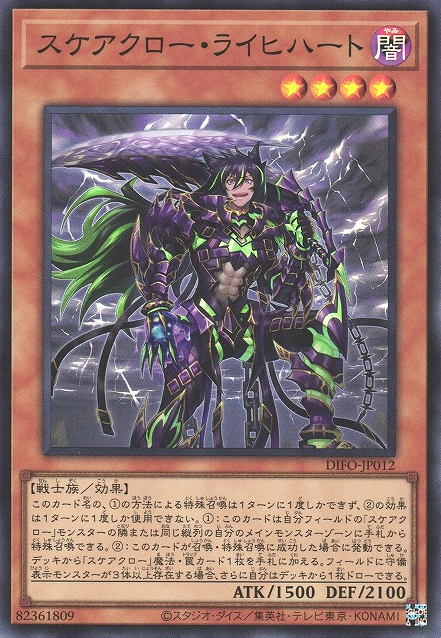 スケアクロー・ライヒハート
闇
DIFO-JP012
【戦士族／効果】
このカード名の、①の方法による特殊召喚は1ターンに1度しかできず、②の効果
は1ターンに1度しか使用できない。①：このカードは自分フィールドの「スケアク
ロー」モンスターの隣または同じ縦列の自分のメインモンスターゾーンに手札から
特殊召喚できる。②：このカードが召喚・特殊召喚に成功した場合に発動できる。
デッキから「スケアクロー」魔法・罠カード1枚を手札に加える。フィールドに守備
表示モンスターが3体以上存在する場合、さらに自分はデッキから1枚ドローできる。
ATK/1500 DEF/2100
82361809
©スタジオ・ダイス/集英社・テレビ東京・KONAMI